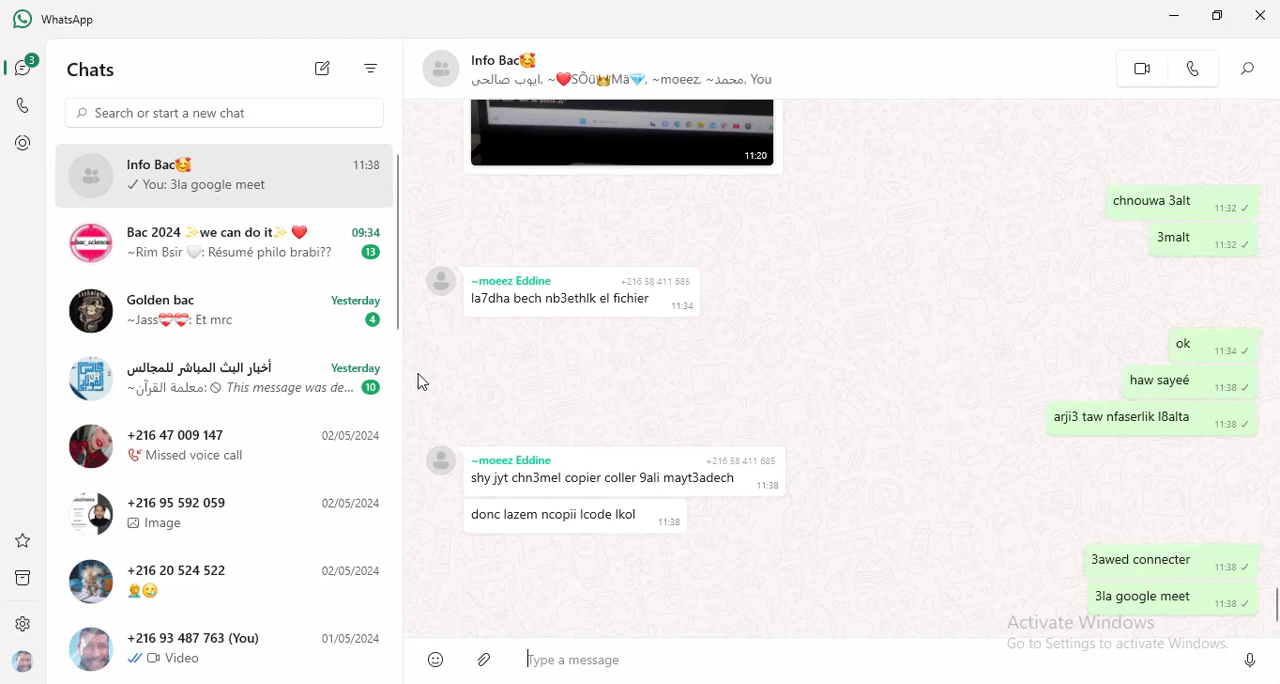 WhatsApp
3
Chats
Search or start a new chat
Info Bac🥰
11:38
✓ You: 3la google meet
Bac 2024 ✨we can do it✨ ❤️
09:34
~Rim Bsir 🤍: Résumé philo brabi??
13
Golden bac
Yesterday
~Jass💝💝: Et mrc
4
أخبار البث المباشر للمجالس
Yesterday
~معلمة القرآن: 🚫 This message was de...
10
+216 47 009 147
02/05/2024
Missed voice call
+216 95 592 059
02/05/2024
Image
+216 20 524 522
02/05/2024
+216 93 487 763 (You)
01/05/2024
Video
Info Bac🥰
ايوب صالحي, ~❤️SÕü👑Mä💎, ~moeez, ~محمد, You
11:20
chnouwa 3alt 11:32 ✓
3malt 11:32 ✓
~moeez Eddine +216 58 411 685
la7dha bech nb3ethlk el fichier 11:34
ok 11:34 ✓
haw sayeé 11:38 ✓
arji3 taw nfaserlik l8alta 11:38 ✓
~moeez Eddine +216 58 411 685
shy jyt chn3mel copier coller 9ali mayt3adech 11:38
donc lazem ncopii lcode lkol 11:38
3awed connecter 11:38 ✓
3la google meet 11:38 ✓
Activate Windows
Go to Settings to activate Windows.
Type a message